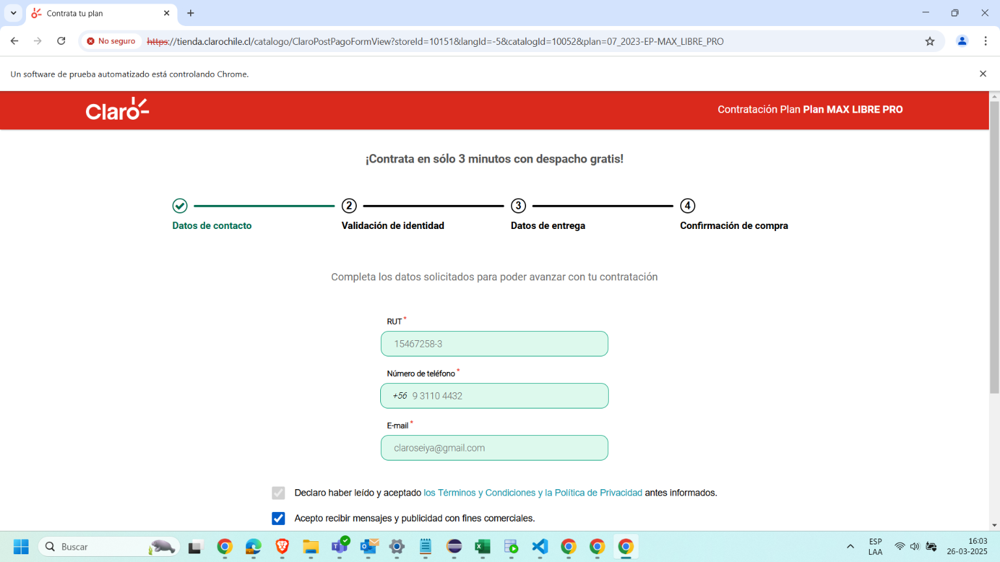 Contrata tu plan
No seguro
https://tienda.clarochile.cl/catalogo/ClaroPostPagoFormView?storeId=10151&langId=-5&catalogId=10052&plan=07_2023-EP-MAX_LIBRE_PRO
Un software de prueba automatizado está controlando Chrome.
Claro
Contratación Plan Plan MAX LIBRE PRO
¡Contrata en sólo 3 minutos con despacho gratis!
2 3 4
Datos de contacto Validación de identidad Datos de entrega Confirmación de compra
Completa los datos solicitados para poder avanzar con tu contratación
RUT *
15467258-3
Número de teléfono *
+56 9 3110 4432
E-mail *
claroseiya@gmail.com
Declaro haber leído y aceptado los Términos y Condiciones y la Política de Privacidad antes informados.
Acepto recibir mensajes y publicidad con fines comerciales.
Buscar
ESP
LAA
16:03
26-03-2025